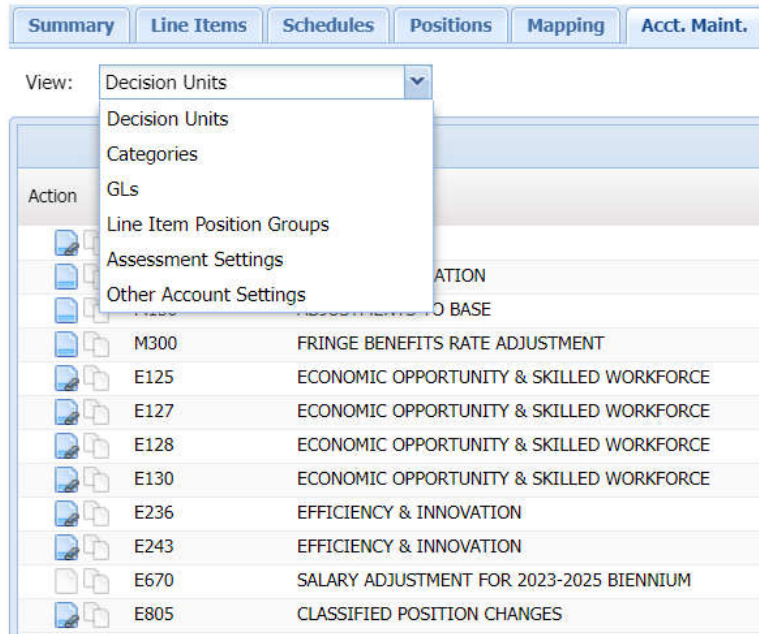 Summary Line Items Schedules Positions Mapping Acct. Maint.
View: Decision Units
Decision Units
Categories
GLs
Action
Line Item Position Groups
Assessment Settings
ATION
Other Account Settings
O BASE
M300 FRINGE BENEFITS RATE ADJUSTMENT
E125 ECONOMIC OPPORTUNITY & SKILLED WORKFORCE
E127 ECONOMIC OPPORTUNITY & SKILLED WORKFORCE
E128 ECONOMIC OPPORTUNITY & SKILLED WORKFORCE
E130 ECONOMIC OPPORTUNITY & SKILLED WORKFORCE
E236 EFFICIENCY & INNOVATION
E243 EFFICIENCY & INNOVATION
E670 SALARY ADJUSTMENT FOR 2023-2025 BIENNIUM
E805 CLASSIFIED POSITION CHANGES